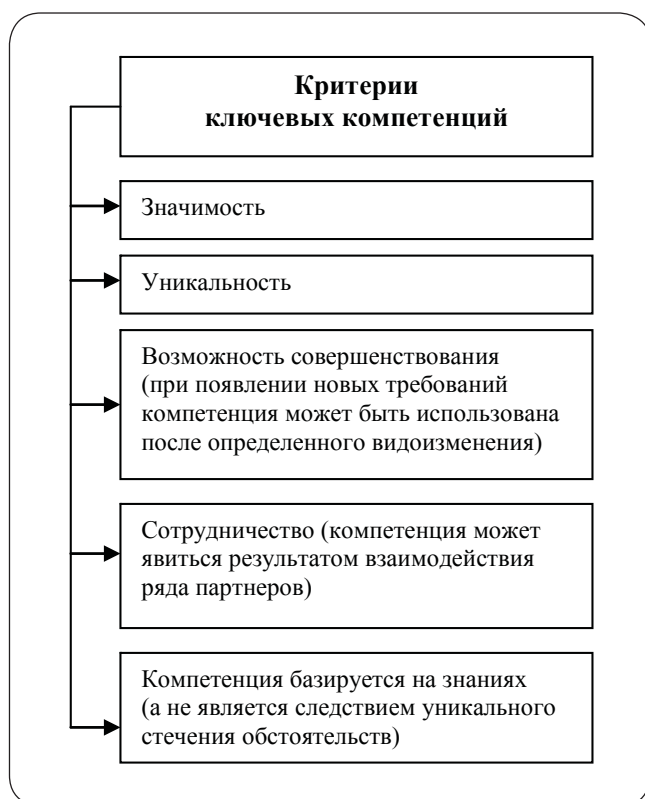 Критерии
ключевых компетенций
Значимость
Уникальность
Возможность совершенствования
(при появлении новых требований
компетенция может быть использована
после определенного видоизменения)
Сотрудничество (компетенция может
явиться результатом взаимодействия
ряда партнеров)
Компетенция базируется на знаниях
(а не является следствием уникального
стечения обстоятельств)